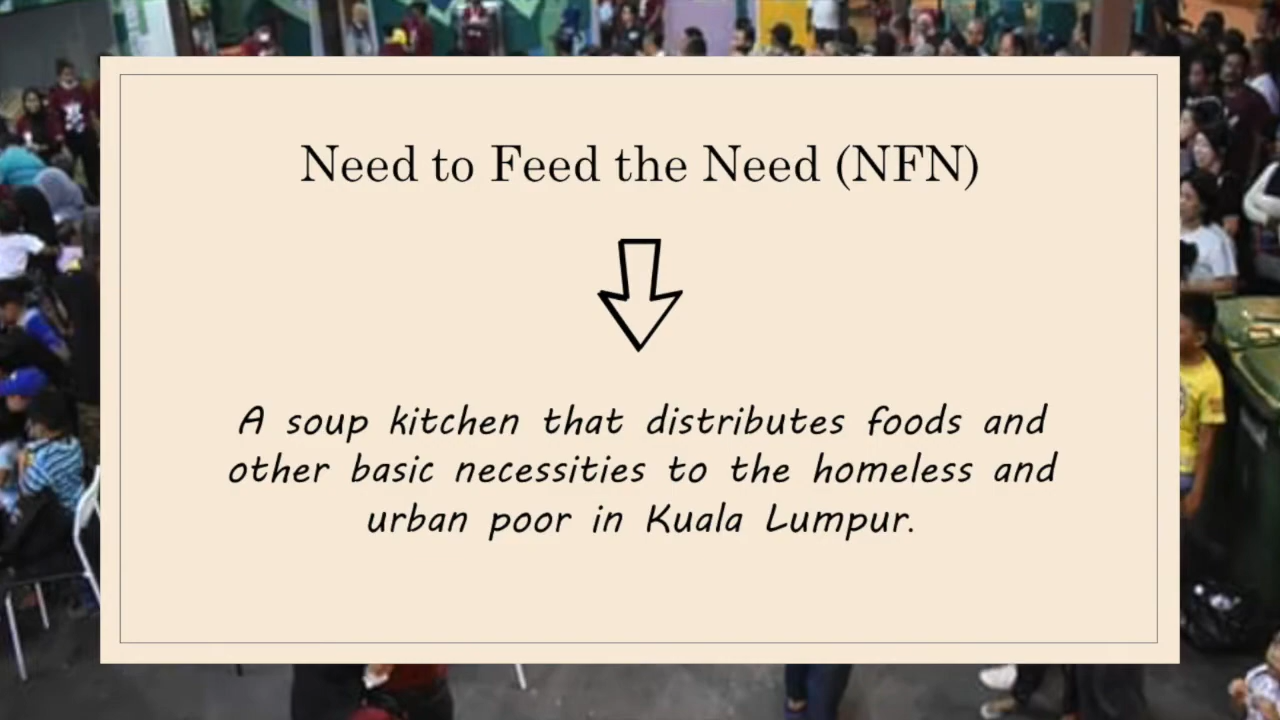 Need to Feed the Need (NFN)
A soup kitchen that distributes foods and
other basic necessities to the homeless and
urban poor in Kuala Lumpur.